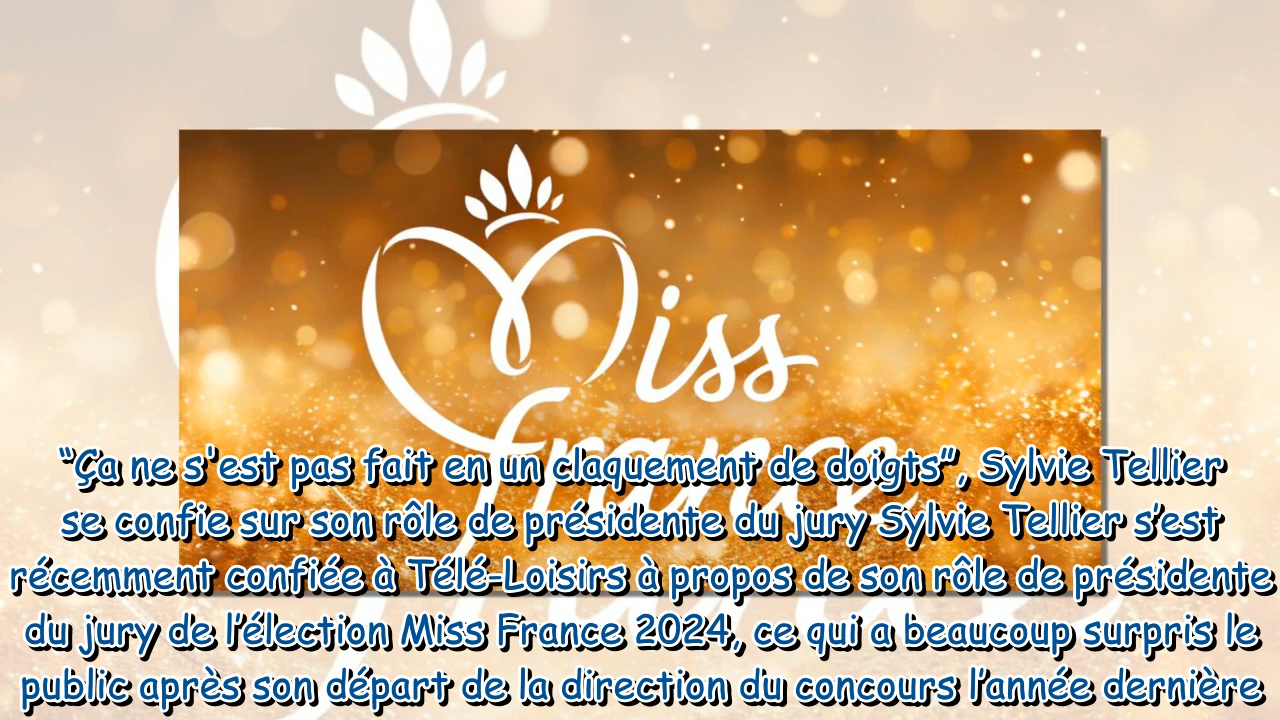 Miss
france
“Ça ne s'est pas fait en un claquement de doigts”, Sylvie Tellier
se confie sur son rôle de présidente du jury Sylvie Tellier s’est
récemment confiée à Télé-Loisirs à propos de son rôle de présidente
du jury de l’élection Miss France 2024, ce qui a beaucoup surpris le
public après son départ de la direction du concours l’année dernière